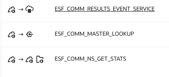 ESF_COMM_RESULTS_EVENT_SERVICE
ESF_COMM_MASTER_LOOKUP
ESF_COMM_NS_GET_STATS